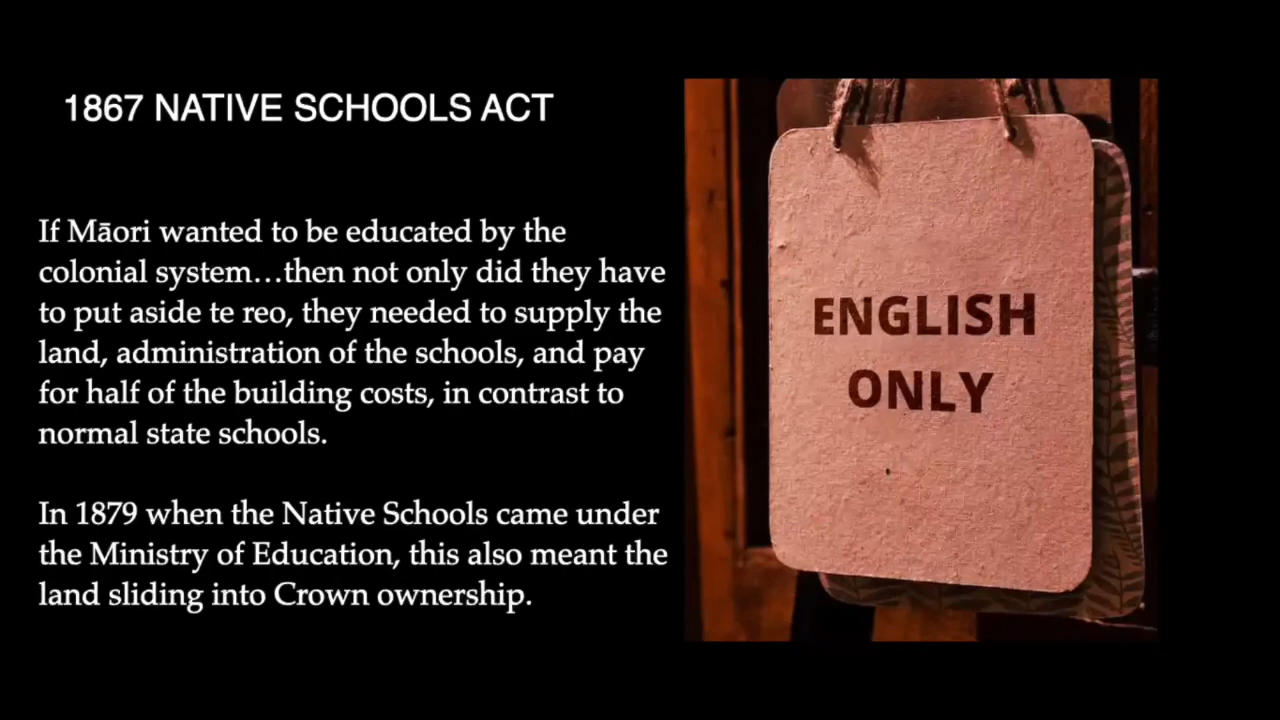 1867 NATIVE SCHOOLS ACT
If Māori wanted to be educated by the
colonial system…then not only did they have
to put aside te reo, they needed to supply the
land, administration of the schools, and pay
for half of the building costs, in contrast to
normal state schools.
In 1879 when the Native Schools came under
the Ministry of Education, this also meant the
land sliding into Crown ownership.
ENGLISH
ONLY